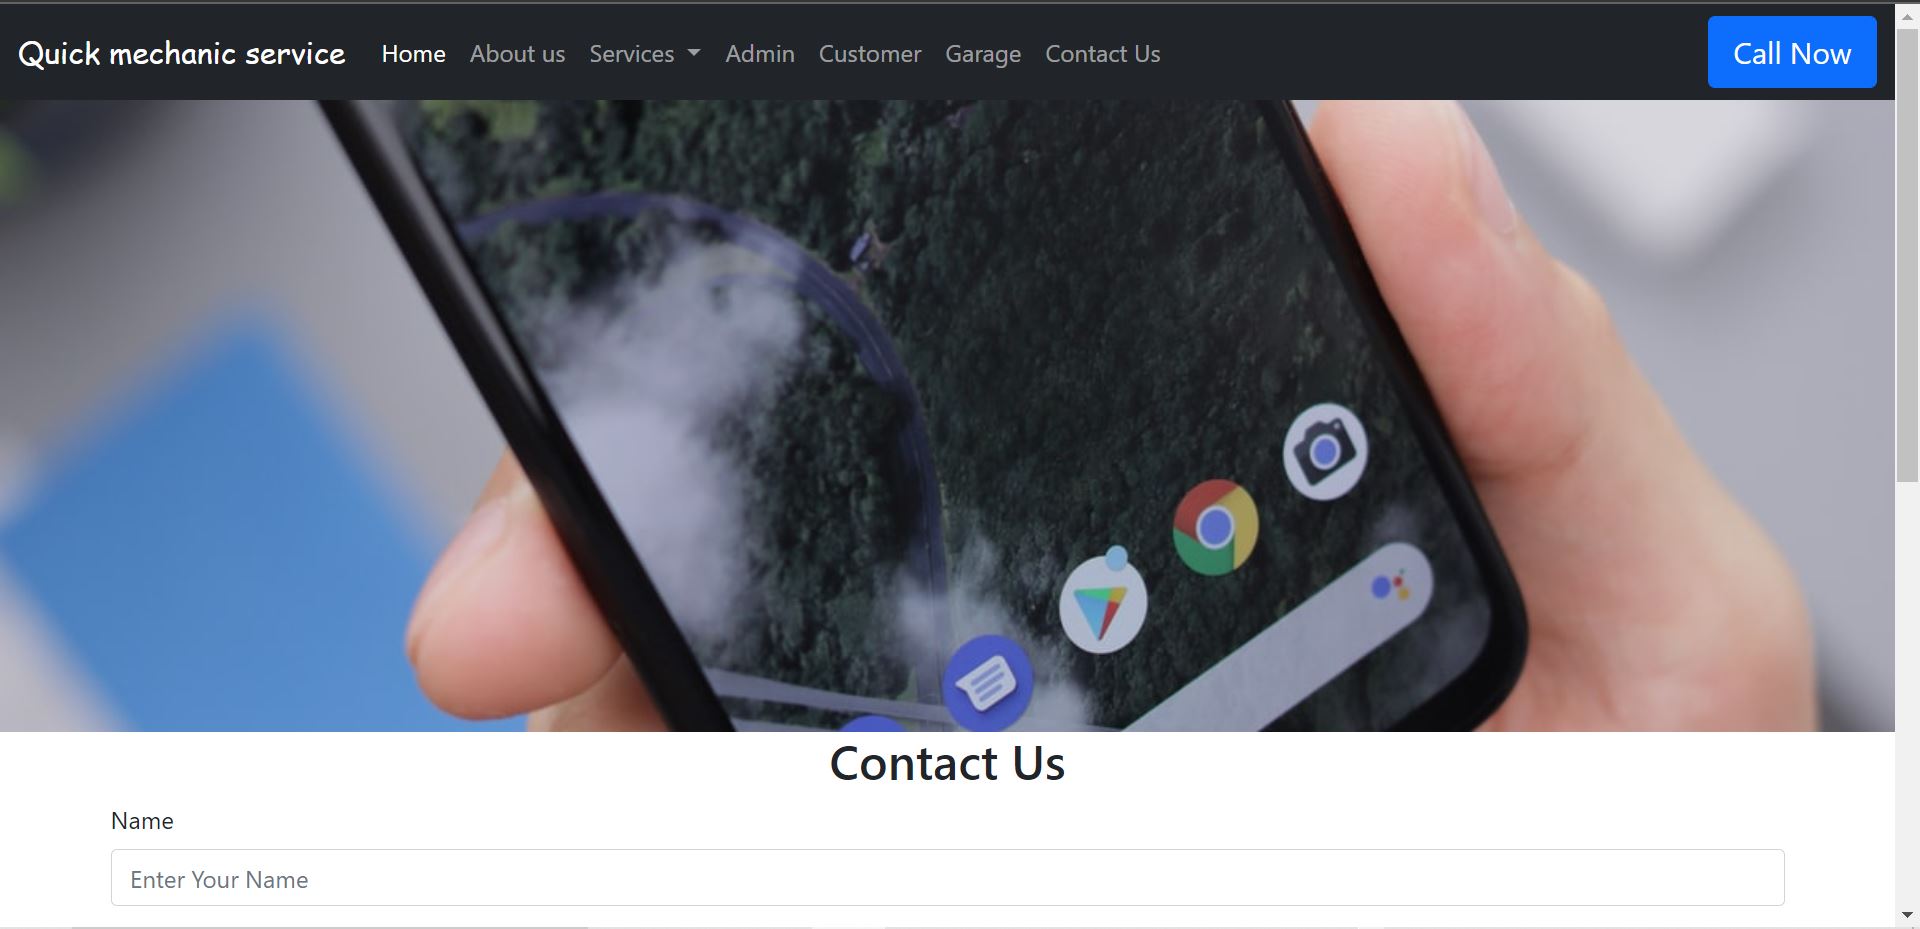 Quick mechanic service Home About us Services Admin Customer Garage Contact Us Call Now
Contact Us
Name
Enter Your Name